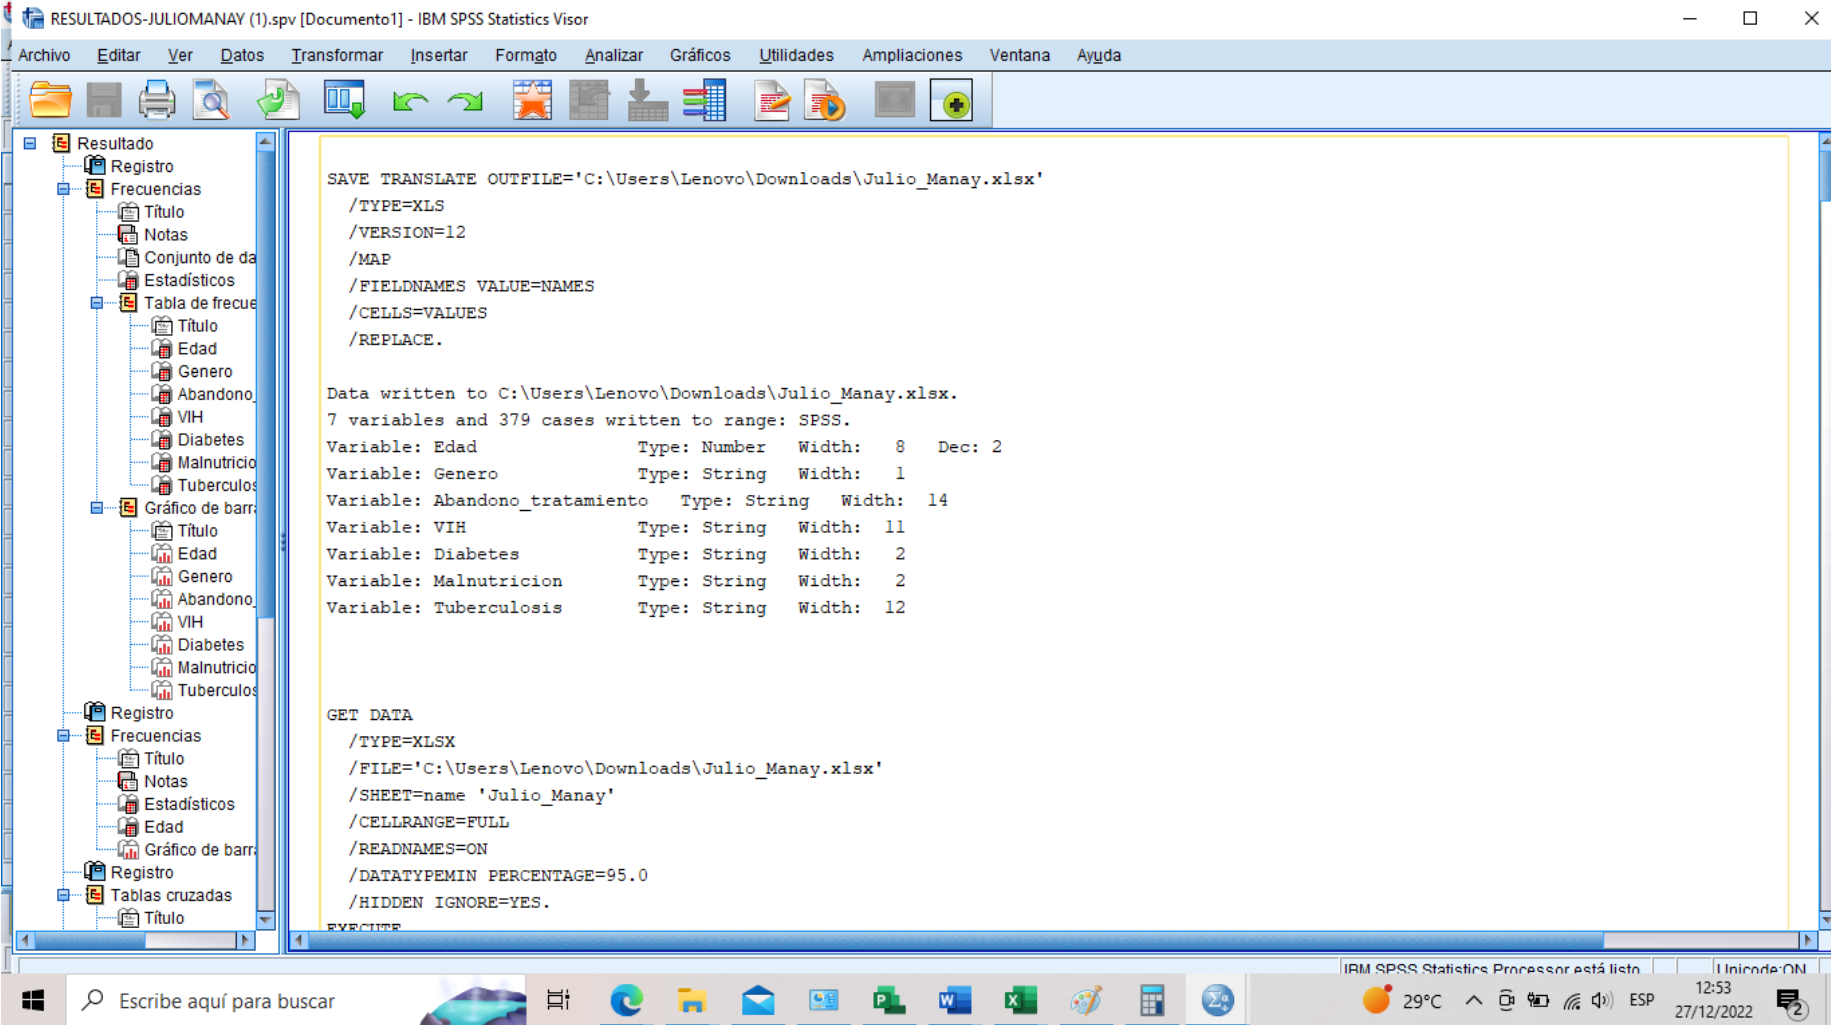 RESULTADOS-JULIOMANAY (1).spv [Documento1] - IBM SPSS Statistics Visor
Archivo Editar Ver Datos Transformar Insertar Formato Analizar Gráficos Utilidades Ampliaciones Ventana Ayuda
Resultado
Registro
Frecuencias
Título
Notas
Conjunto de da
Estadísticos
Tabla de frecue
Título
Edad
Genero
Abandono_
VIH
Diabetes
Malnutricio
Tuberculos
Gráfico de barr
Título
Edad
Genero
Abandono_
VIH
Diabetes
Malnutricio
Tuberculos
Registro
Frecuencias
Título
Notas
Estadísticos
Edad
Gráfico de barra
Registro
Tablas cruzadas
Título
SAVE TRANSLATE OUTFILE='C:\Users\Lenovo\Downloads\Julio_Manay.xlsx'
/TYPE=XLS
/VERSION=12
/MAP
/FIELDNAMES VALUE=NAMES
/CELLS=VALUES
/REPLACE.
Data written to C:\Users\Lenovo\Downloads\Julio_Manay.xlsx.
7 variables and 379 cases written to range: SPSS.
Variable: Edad Type: Number Width: 8 Dec: 2
Variable: Genero Type: String Width: 1
Variable: Abandono_tratamiento Type: String Width: 14
Variable: VIH Type: String Width: 11
Variable: Diabetes Type: String Width: 2
Variable: Malnutricion Type: String Width: 2
Variable: Tuberculosis Type: String Width: 12
GET DATA
/TYPE=XLSX
/FILE='C:\Users\Lenovo\Downloads\Julio_Manay.xlsx'
/SHEET=name 'Julio_Manay'
/CELLRANGE=FULL
/READNAMES=ON
/DATATYPEMIN PERCENTAGE=95.0
/HIDDEN IGNORE=YES.
EXECUTE
IBM SPSS Statistics Processor está listo Unicode:ON
Escribe aquí para buscar
29°C ESP 12:53
27/12/2022
2